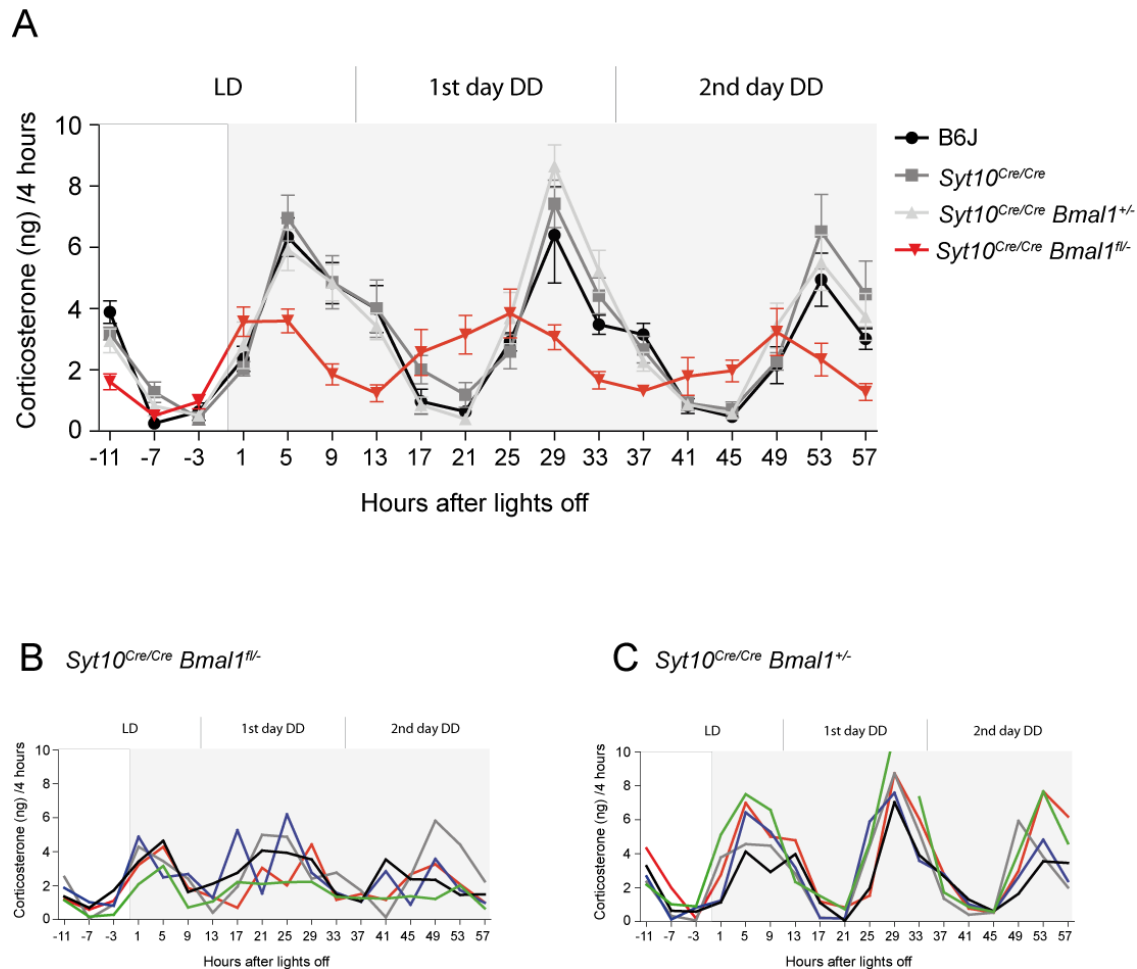 A
LD 1st day DD 2nd day DD
Corticosterone (ng) /4 hours
10
8
6
4
2
0
-11 -7 -3 1 5 9 13 17 21 25 29 33 37 41 45 49 53 57
Hours after lights off
B6J
Syt10Cre/Cre
Syt10Cre/Cre Bmal1+/-
Syt10Cre/Cre Bmal1fl/-
B Syt10Cre/Cre Bmal1fl/-
LD 1st day DD 2nd day DD
Corticosterone (ng) /4 hours
10
8
6
4
2
0
-11 -7 -3 1 5 9 13 17 21 25 29 33 37 41 45 49 53 57
Hours after lights off
C Syt10Cre/Cre Bmal1+/-
LD 1st day DD 2nd day DD
Corticosterone (ng) /4 hours
10
8
6
4
2
0
-11 -7 -3 1 5 9 13 17 21 25 29 33 37 41 45 49 53 57
Hours after lights off